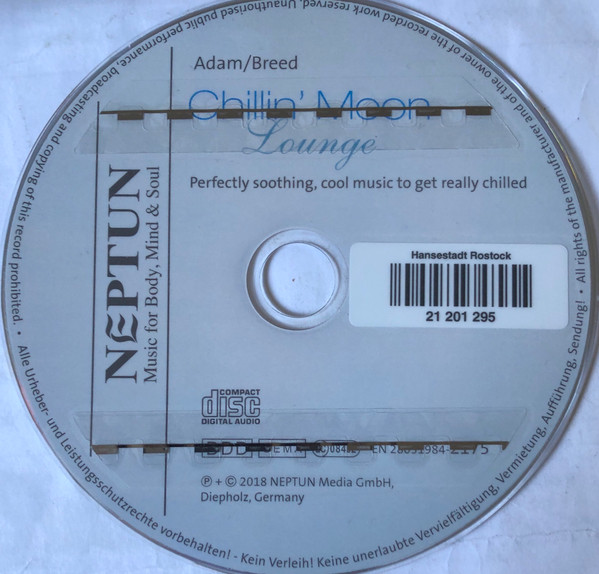 Adam/Breed
Chillin' Moon
Lounge
Perfectly soothing, cool music to get really chilled
NEPTUN
Music for Body, Mind & Soul
Hansestadt Rostock
21 201 295
COMPACT
disc
DIGITAL AUDIO
℗ + © 2018 NEPTUN Media GmbH,
Diepholz, Germany
Alle Urheber- und Leistungsschutzrechte vorbehalten! - Kein Verleih! Keine unerlaubte Vervielfältigung, Vermietung, Aufführung, Sendung! • All rights of the manufacturer and of the owner of the recorded work reserved. Unauthorised public performance, broadcasting and copying of this record prohibited. •